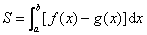 S = ∫_a^b [f(x) − g(x)]dx